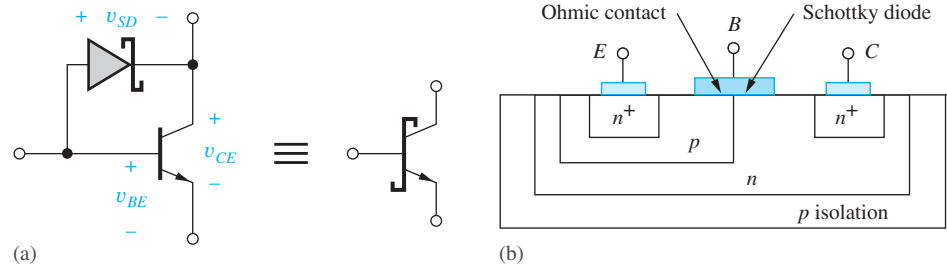 + v_SD −
+
v_CE
−
+
v_BE
−
(a)
Ohmic contact
Schottky diode
B
E
C
n+
n+
p
n
p isolation
(b)